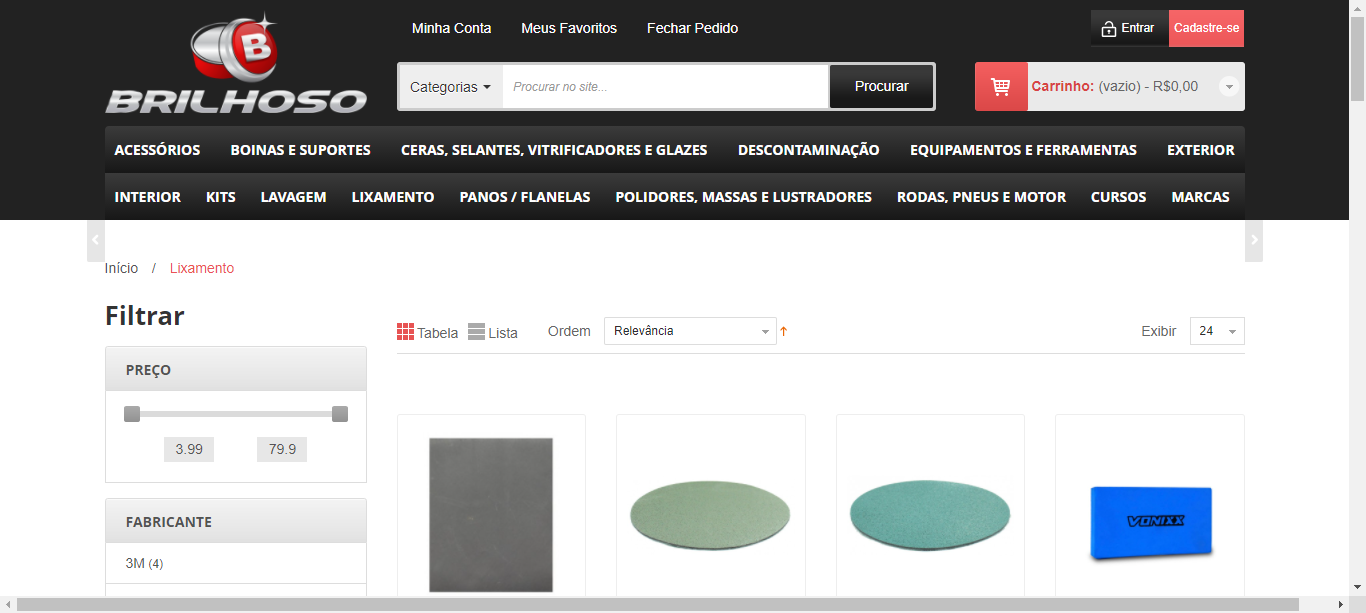 Minha Conta Meus Favoritos Fechar Pedido Entrar Cadastre-se
B
BRILHOSO
Categorias Procurar no site... Procurar Carrinho: (vazio) - R$0,00
ACESSÓRIOS BOINAS E SUPORTES CERAS, SELANTES, VITRIFICADORES E GLAZES DESCONTAMINAÇÃO EQUIPAMENTOS E FERRAMENTAS EXTERIOR
INTERIOR KITS LAVAGEM LIXAMENTO PANOS / FLANELAS POLIDORES, MASSAS E LUSTRADORES RODAS, PNEUS E MOTOR CURSOS MARCAS
Início / Lixamento
Filtrar
Tabela Lista Ordem Relevância Exibir 24
PREÇO
3.99 79.9
FABRICANTE
3M (4)
VONIXX